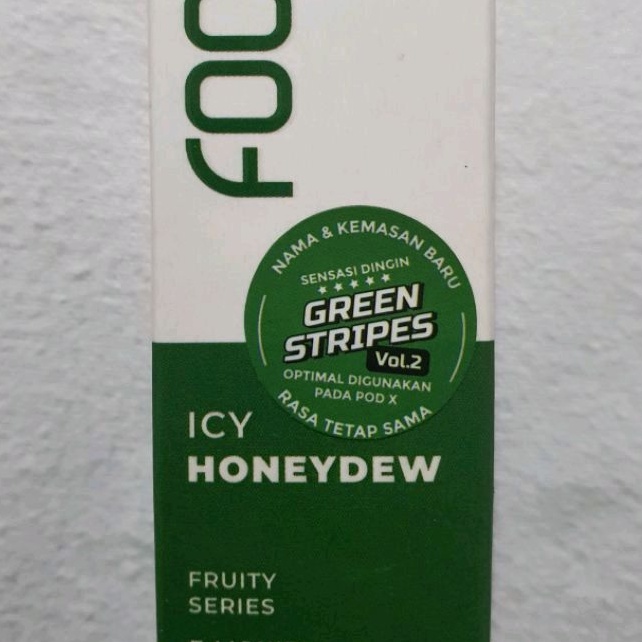 foo
NAMA & KEMASAN BARU
SENSASI DINGIN
GREEN
STRIPES
Vol.2
OPTIMAL DIGUNAKAN
PADA POD X
RASA TETAP SAMA
ICY
HONEYDEW
FRUITY
SERIES